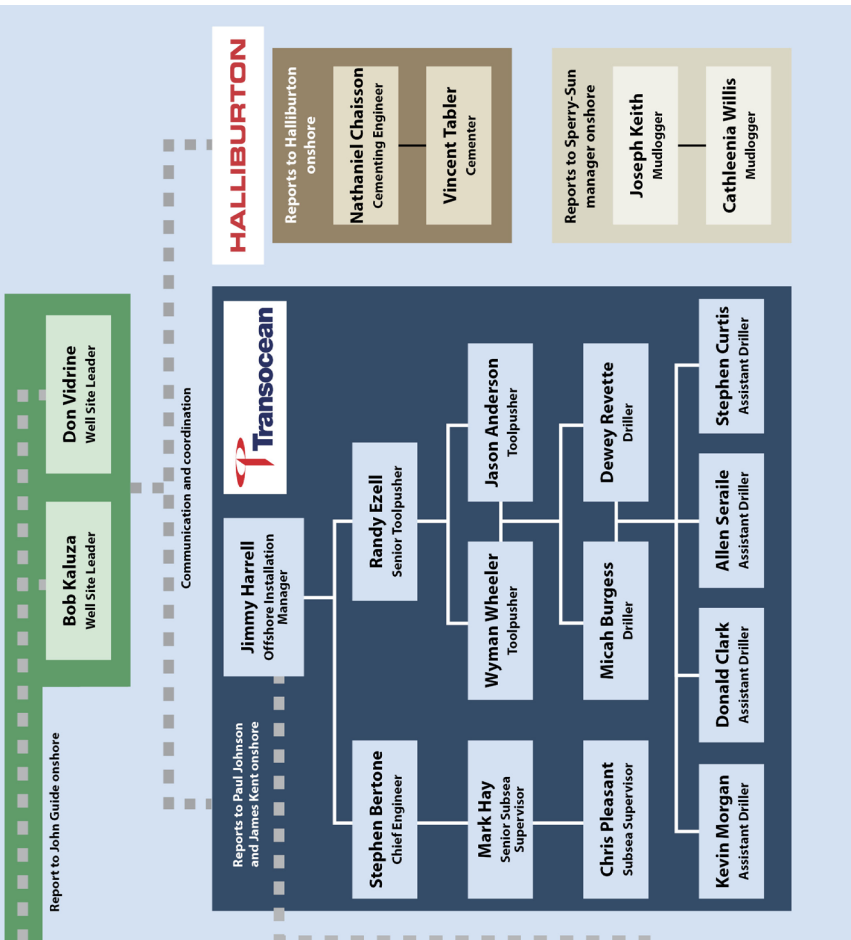 Report to John Guide onshore
Bob Kaluza
Well Site Leader
Don Vidrine
Well Site Leader
Communication and coordination
Reports to Paul Johnson
and James Kent onshore
Jimmy Harrell
Offshore Installation
Manager
Transocean
Stephen Bertone
Chief Engineer
Randy Ezell
Senior Toolpusher
Mark Hay
Senior Subsea
Supervisor
Wyman Wheeler
Toolpusher
Jason Anderson
Toolpusher
Chris Pleasant
Subsea Supervisor
Micah Burgess
Driller
Dewey Revette
Driller
Kevin Morgan
Assistant Driller
Donald Clark
Assistant Driller
Allen Seraile
Assistant Driller
Stephen Curtis
Assistant Driller
HALLIBURTON
Reports to Halliburton
onshore
Nathaniel Chaisson
Cementing Engineer
Vincent Tabler
Cementer
Reports to Sperry-Sun
manager onshore
Joseph Keith
Mudlogger
Cathleenia Willis
Mudlogger